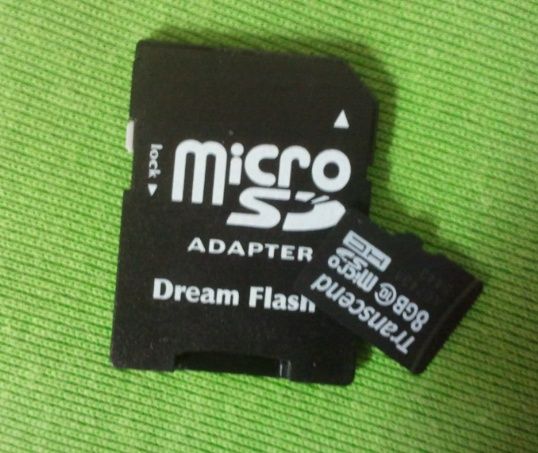 lock
micro
SD
ADAPTER
Dream Flash
Transcend
8GB micro
SD HC